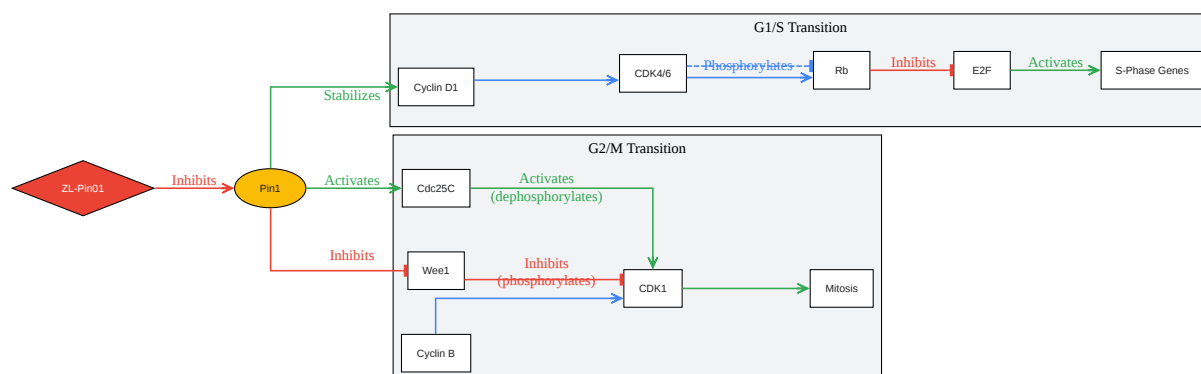 G1/S Transition
Cyclin D1
CDK4/6
Phosphorylates
Rb
Inhibits
E2F
Activates
S-Phase Genes
Stabilizes
G2/M Transition
ZL-Pin01
Inhibits
Pin1
Activates
Cdc25C
Activates
(dephosphorylates)
Inhibits
Wee1
Inhibits
(phosphorylates)
CDK1
Mitosis
Cyclin B